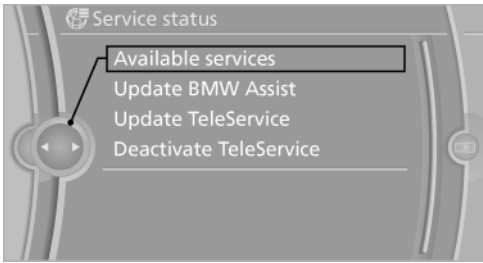 Service status
Available services
Update BMW Assist
Update TeleService
Deactivate TeleService